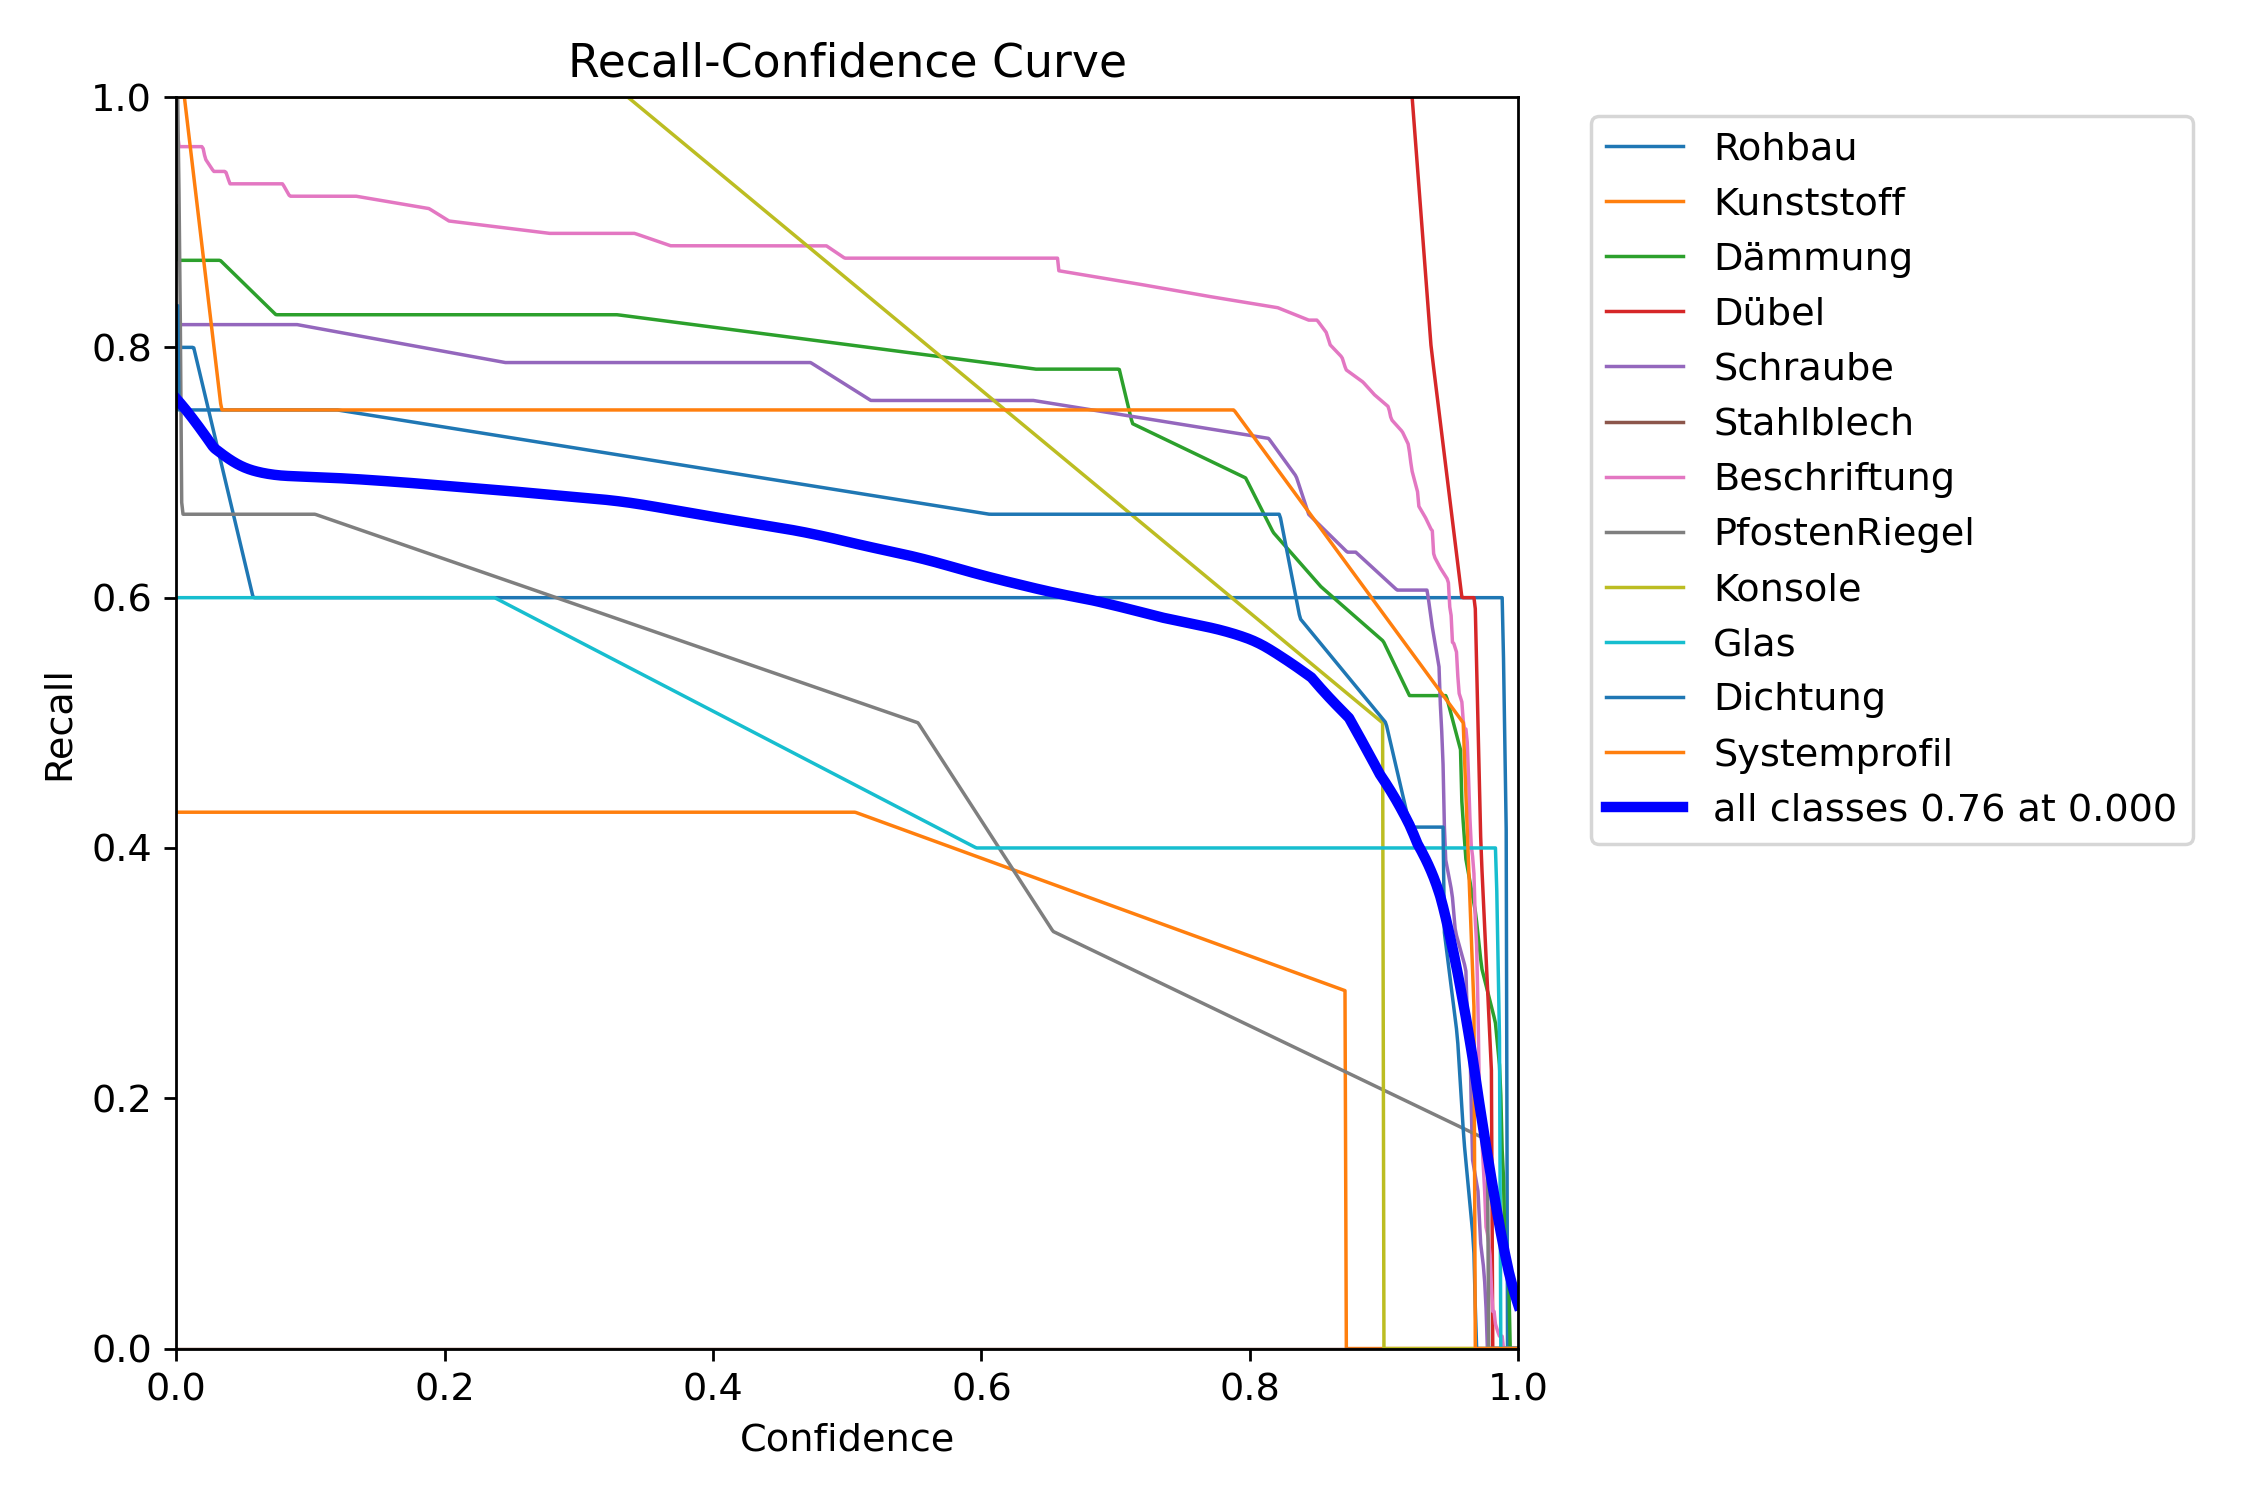 Recall-Confidence Curve
1.0
0.8
0.6
0.4
0.2
0.0
Recall
0.0 0.2 0.4 0.6 0.8 1.0
Confidence
Rohbau
Kunststoff
Dämmung
Dübel
Schraube
Stahlblech
Beschriftung
PfostenRiegel
Konsole
Glas
Dichtung
Systemprofil
all classes 0.76 at 0.000